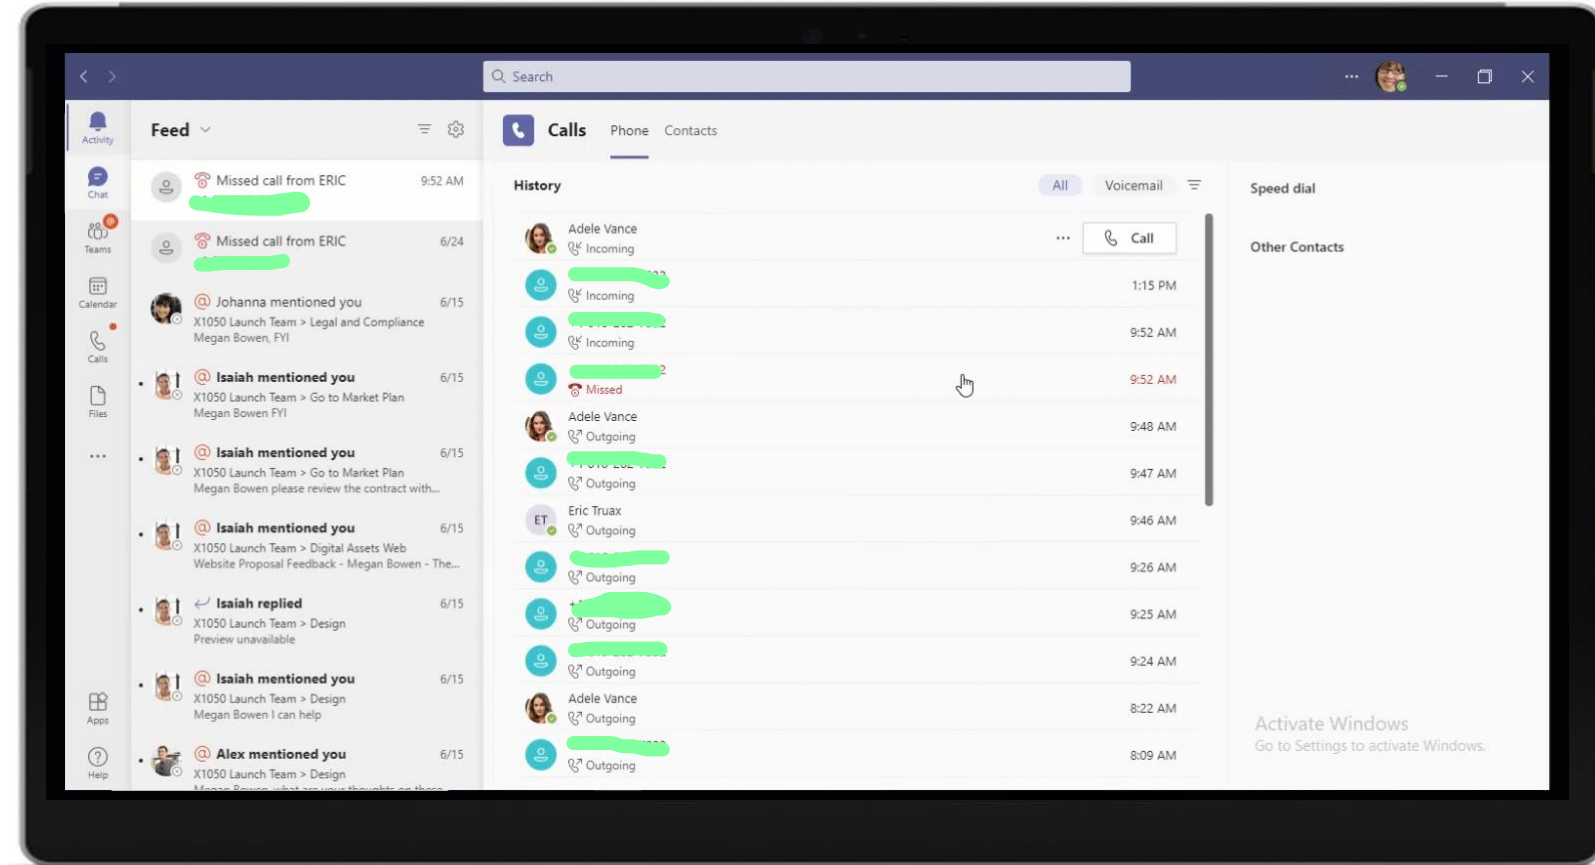 Search
Activity
Chat
Teams
Calendar
Calls
Files
Apps
Help
Feed
Missed call from ERIC 9:52 AM
Missed call from ERIC 6/24
@ Johanna mentioned you 6/15
X1050 Launch Team > Legal and Compliance
Megan Bowen, FYI
@ Isaiah mentioned you 6/15
X1050 Launch Team > Go to Market Plan
Megan Bowen FYI
@ Isaiah mentioned you 6/15
X1050 Launch Team > Go to Market Plan
Megan Bowen please review the contract with...
@ Isaiah mentioned you 6/15
X1050 Launch Team > Digital Assets Web
Website Proposal Feedback - Megan Bowen - The...
Isaiah replied 6/15
X1050 Launch Team > Design
Preview unavailable
@ Isaiah mentioned you 6/15
X1050 Launch Team > Design
Megan Bowen I can help
@ Alex mentioned you 6/15
X1050 Launch Team > Design
Megan Bowen, what are your thoughts on these
Calls Phone Contacts
History All Voicemail
Adele Vance
Incoming
Call
Incoming
1:15 PM
Incoming
9:52 AM
Missed
9:52 AM
Adele Vance
Outgoing
9:48 AM
Outgoing
9:47 AM
ET
Eric Truax
Outgoing
9:46 AM
Outgoing
9:26 AM
Outgoing
9:25 AM
Outgoing
9:24 AM
Adele Vance
Outgoing
8:22 AM
Outgoing
8:09 AM
Speed dial
Other Contacts
Activate Windows
Go to Settings to activate Windows.